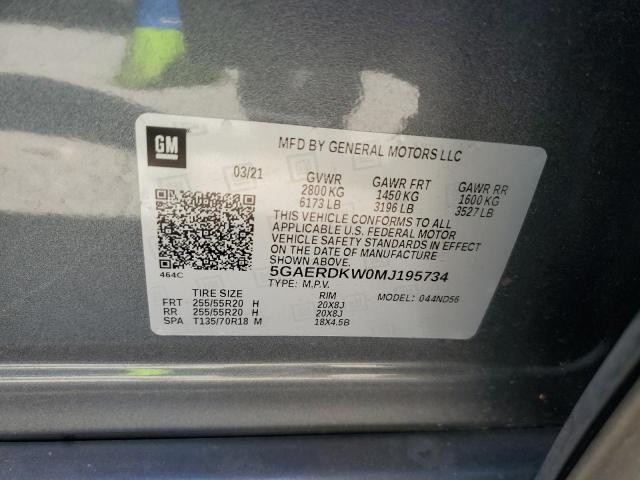 GM
MFD BY GENERAL MOTORS LLC
03/21 GVWR GAWR FRT GAWR RR
2800 KG 1450 KG 1600 KG
6173 LB 3196 LB 3527 LB
THIS VEHICLE CONFORMS TO ALL
APPLICABLE U.S. FEDERAL MOTOR
VEHICLE SAFETY STANDARDS IN EFFECT
ON THE DATE OF MANUFACTURE
SHOWN ABOVE.
464C
5GAERDKW0MJ195734
TYPE: M.P.V.
TIRE SIZE RIM MODEL: 044ND56
FRT 255/55R20 H 20X8J
RR 255/55R20 H 20X8J
SPA T135/70R18 M 18X4.5B